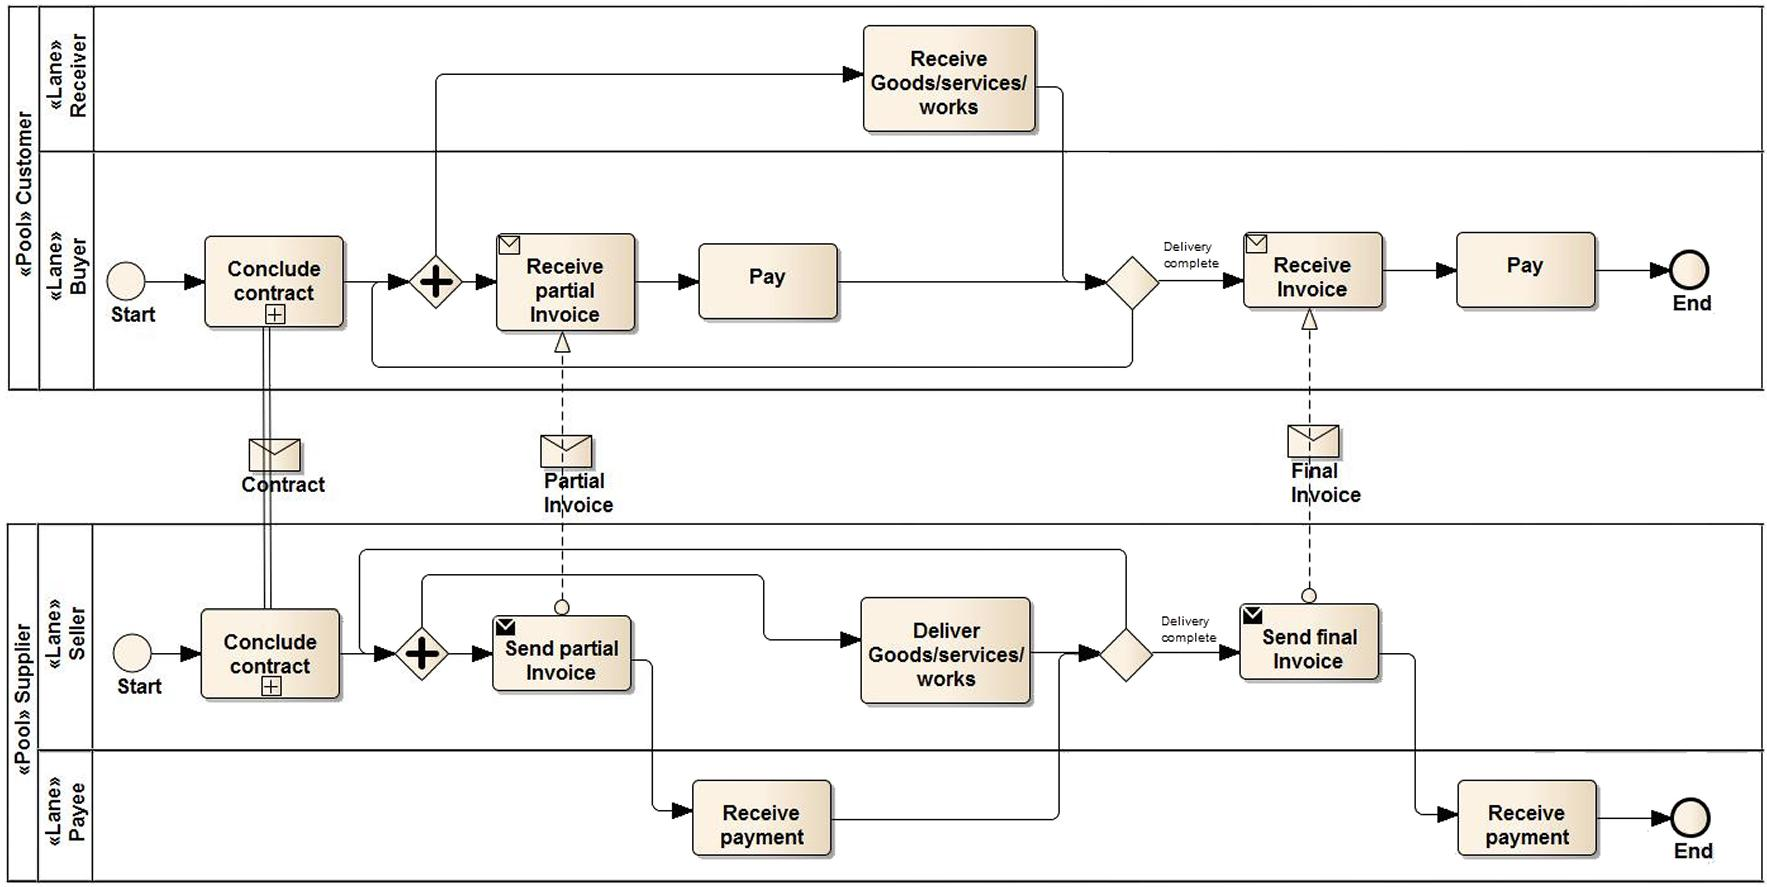 «Pool» Customer
«Lane»
Receiver
Receive
Goods/services/
works
«Lane»
Buyer
Start
Conclude
contract
Receive
partial
Invoice
Pay
Delivery
complete
Receive
Invoice
Pay
End
Contract
Partial
Invoice
Final
Invoice
«Pool» Supplier
«Lane»
Seller
Start
Conclude
contract
Send partial
Invoice
Deliver
Goods/services/
works
Delivery
complete
Send final
Invoice
«Lane»
Payee
Receive
payment
Receive
payment
End